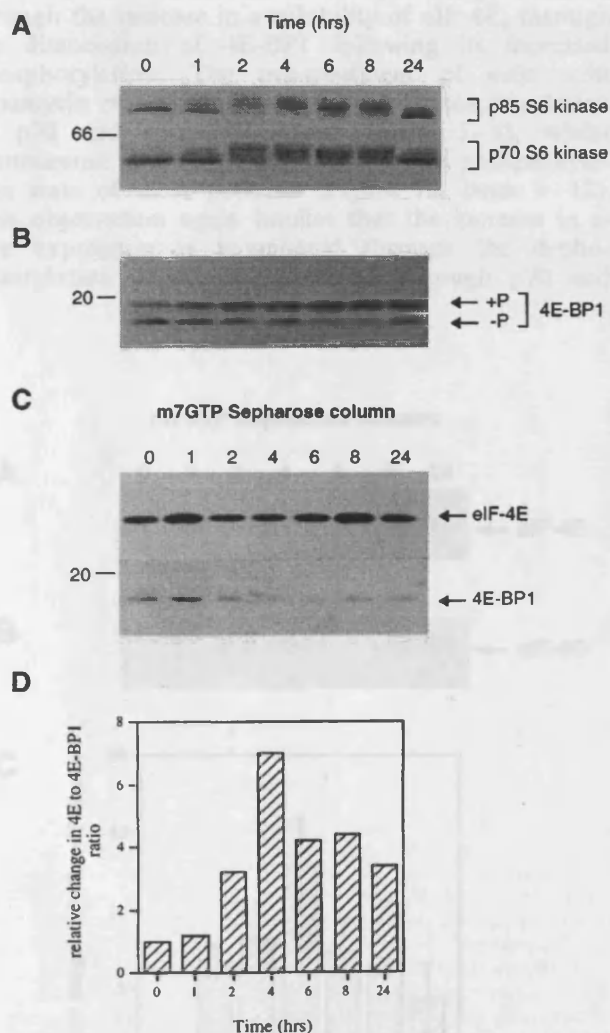 A
Time (hrs)
0 1 2 4 6 8 24
66
p85 S6 kinase
p70 S6 kinase
B
20
+P
-P
4E-BP1
C
m7GTP Sepharose column
0 1 2 4 6 8 24
eIF-4E
20
4E-BP1
D
relative change in 4E to 4E-BP1
ratio
8
6
4
2
0
0 1 2 4 6 8 24
Time (hrs)